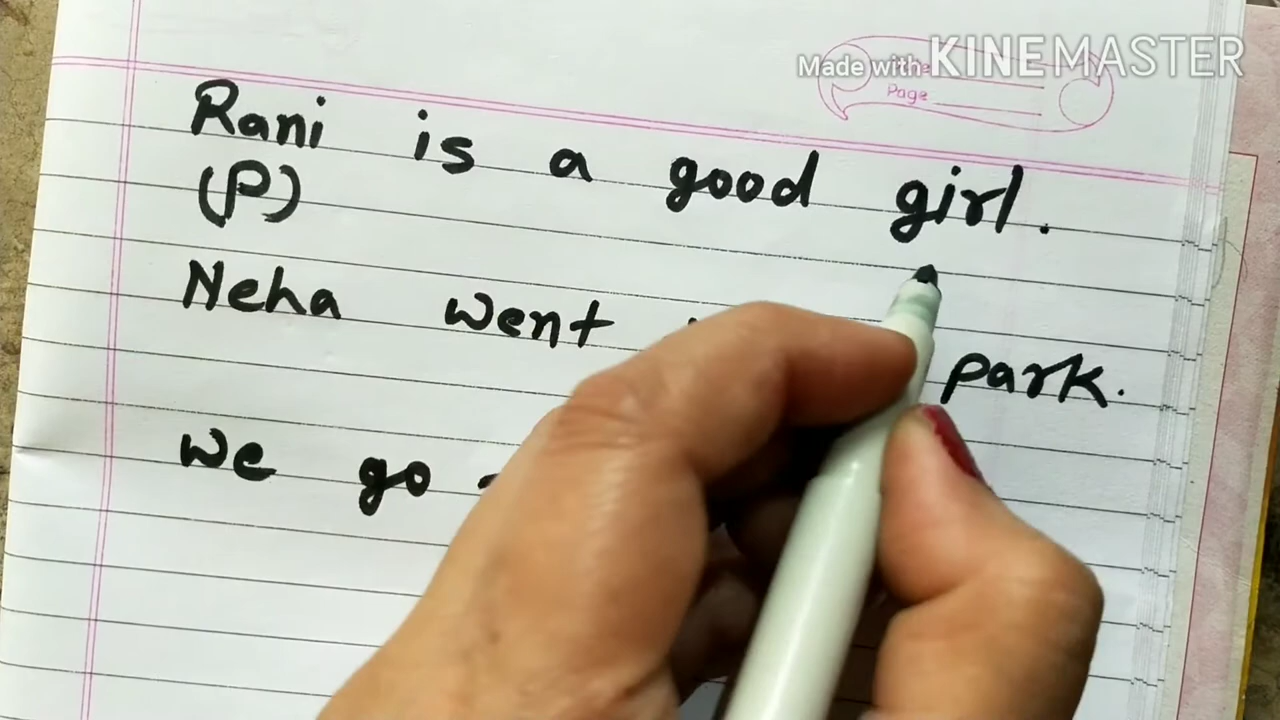 Made with KINEMASTER
Page
Rani is a good girl.
(P)
Neha went park.
We go